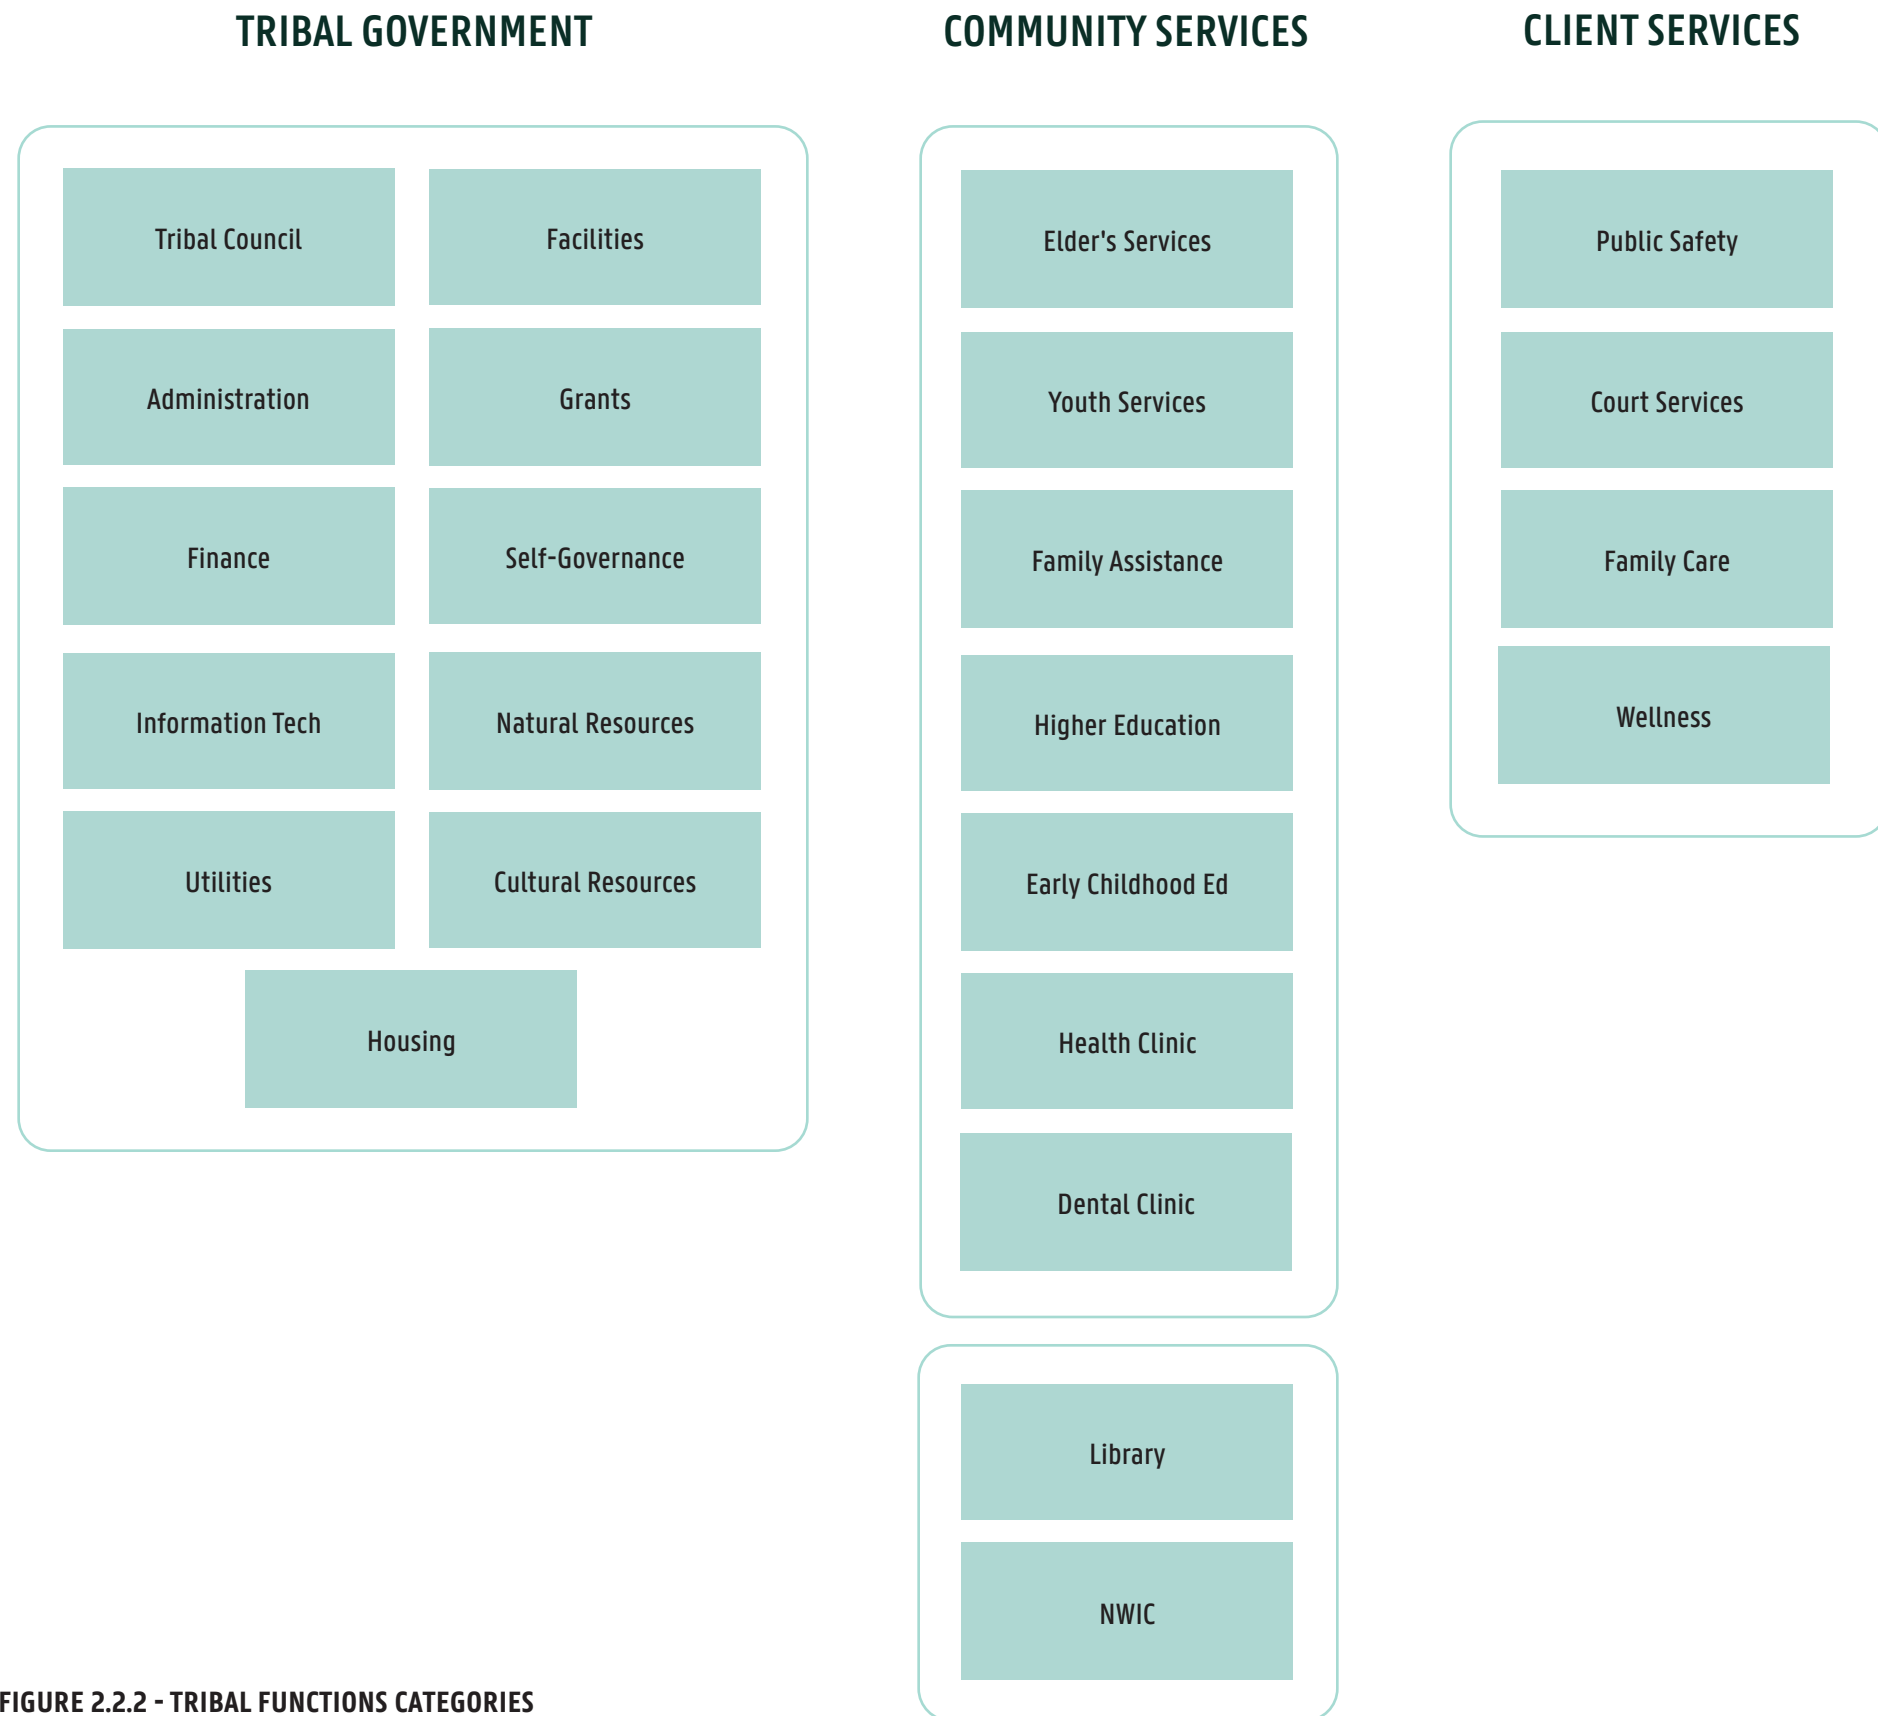 TRIBAL GOVERNMENT
Tribal Council
Facilities
Administration
Grants
Finance
Self-Governance
Information Tech
Natural Resources
Utilities
Cultural Resources
Housing
COMMUNITY SERVICES
Elder's Services
Youth Services
Family Assistance
Higher Education
Early Childhood Ed
Health Clinic
Dental Clinic
Library
NWIC
CLIENT SERVICES
Public Safety
Court Services
Family Care
Wellness
FIGURE 2.2.2 - TRIBAL FUNCTIONS CATEGORIES